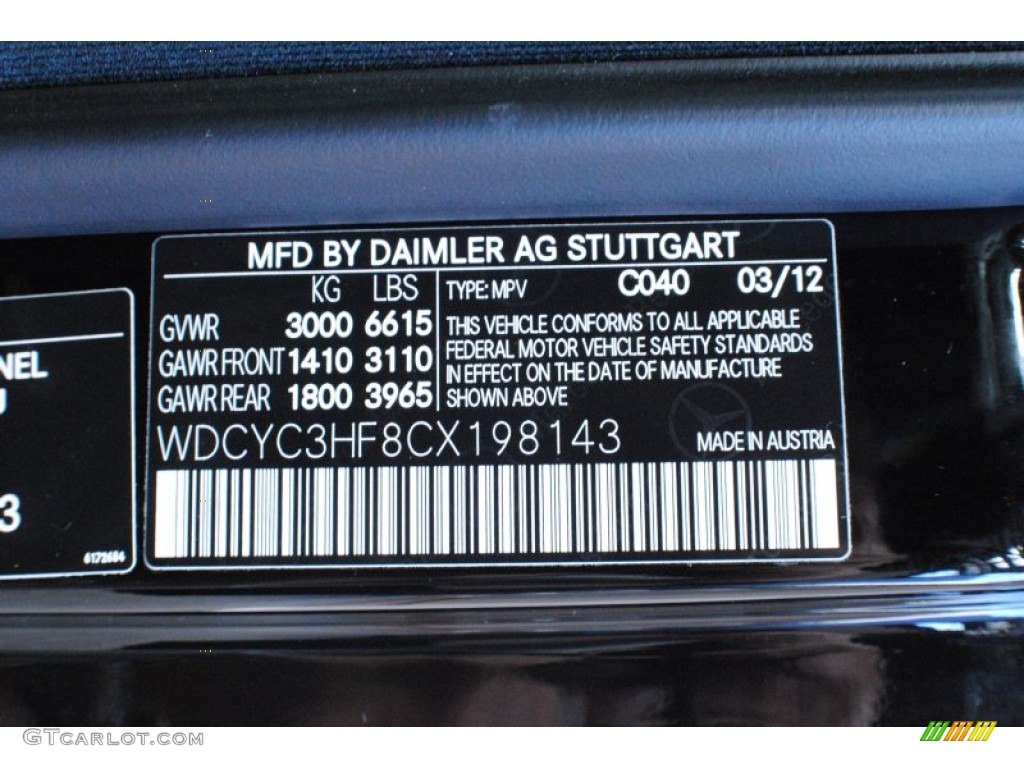 MFD BY DAIMLER AG STUTTGART
KG LBS
GVWR 3000 6615
GAWR FRONT 1410 3110
GAWR REAR 1800 3965
TYPE: MPV C040 03/12
THIS VEHICLE CONFORMS TO ALL APPLICABLE
FEDERAL MOTOR VEHICLE SAFETY STANDARDS
IN EFFECT ON THE DATE OF MANUFACTURE
SHOWN ABOVE
WDCYC3HF8CX198143
MADE IN AUSTRIA
NEL
3
6172684
GTCarLot.com